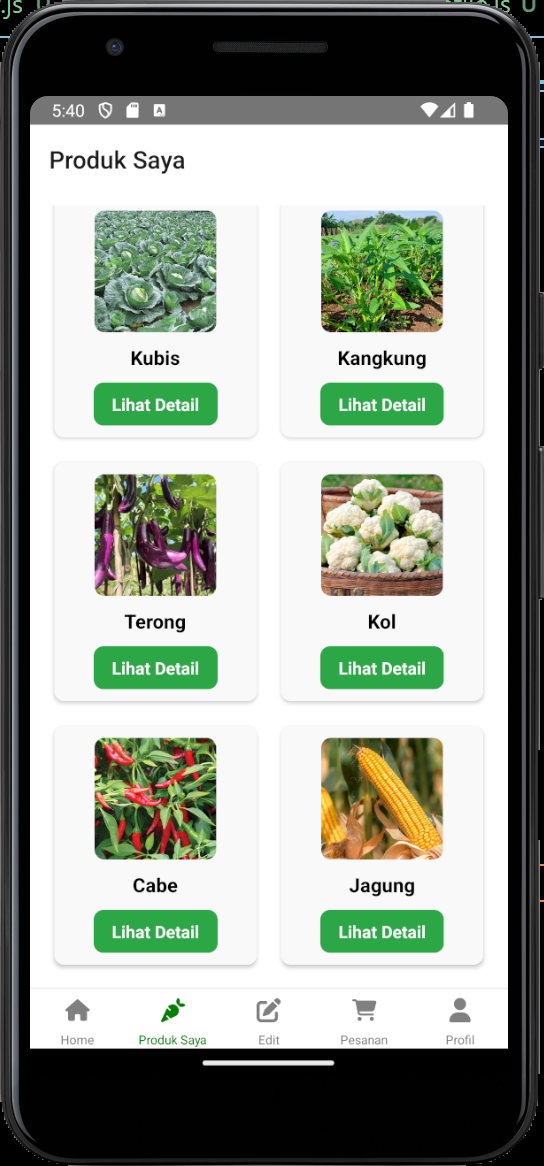 5:40
Produk Saya
Kubis
Kangkung
Lihat Detail
Lihat Detail
Terong
Kol
Lihat Detail
Lihat Detail
Cabe
Jagung
Lihat Detail
Lihat Detail
Home
Produk Saya
Edit
Pesanan
Profil